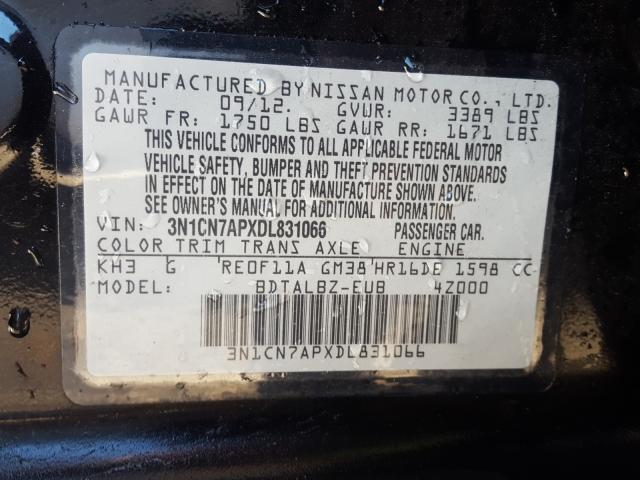 MANUFACTURED BY NISSAN MOTOR CO., LTD.
DATE: 09/12. GVWR: 3389 LBS
GAWR FR: 1750 LBS GAWR RR: 1671 LBS
THIS VEHICLE CONFORMS TO ALL APPLICABLE FEDERAL MOTOR
VEHICLE SAFETY, BUMPER AND THEFT PREVENTION STANDARDS
IN EFFECT ON THE DATE OF MANUFACTURE SHOWN ABOVE.
SEE OWNER'S MANUAL FOR ADDITIONAL INFORMATION.
VIN: 3N1CN7APXDL831066 PASSENGER CAR.
COLOR TRIM TRANS AXLE ENGINE
KH3 G RE0F11A GM38 HR16DE 1598 CC
MODEL: BDTALBZ-EUB 4Z000
3N1CN7APXDL831066